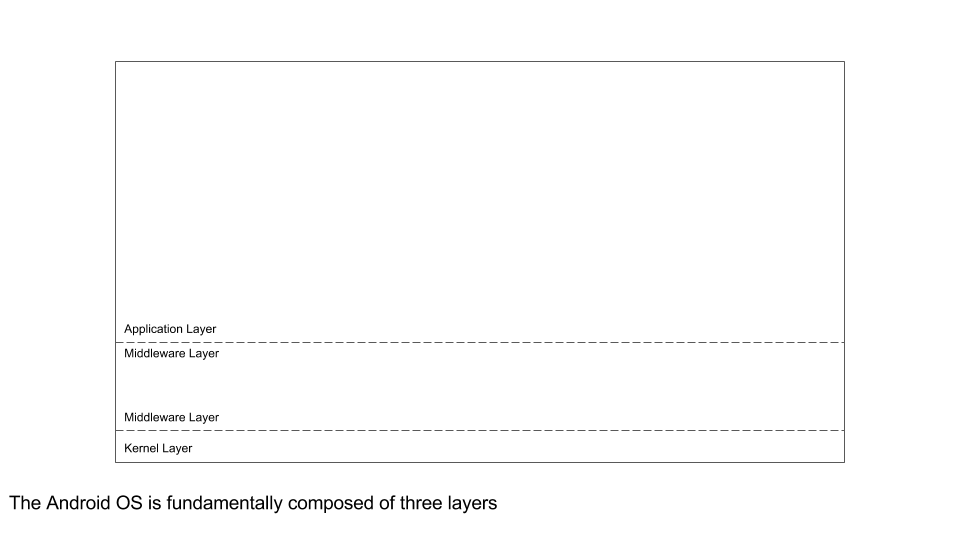 Application Layer
Middleware Layer
Middleware Layer
Kernel Layer
The Android OS is fundamentally composed of three layers